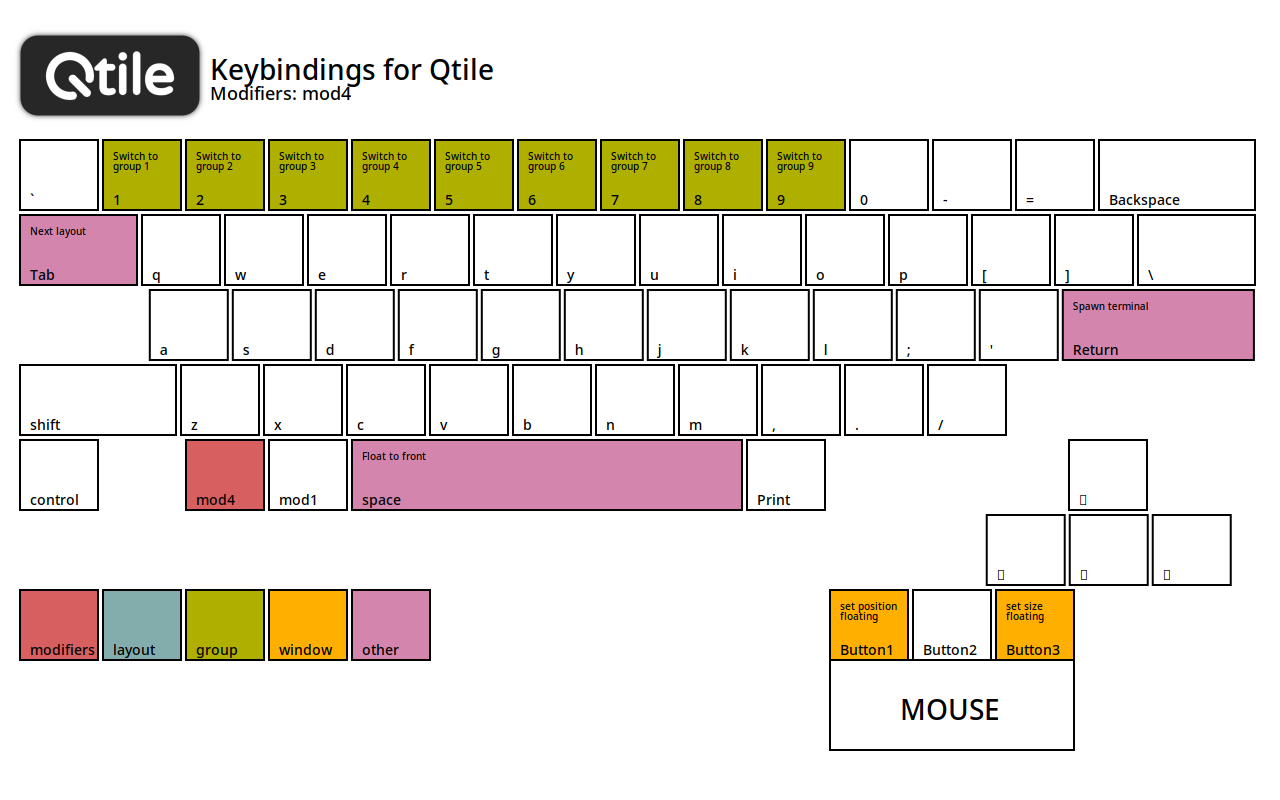 Qtile
Keybindings for Qtile
Modifiers: mod4
Switch to group 1
Switch to group 2
Switch to group 3
Switch to group 4
Switch to group 5
Switch to group 6
Switch to group 7
Switch to group 8
Switch to group 9
` 1 2 3 4 5 6 7 8 9 0 - = Backspace
Next layout
Tab q w e r t y u i o p [ ] \
Spawn terminal
a s d f g h j k l ; ' Return
shift z x c v b n m , . /
Float to front
control mod4 mod1 space Print
set position floating
set size floating
modifiers layout group window other Button1 Button2 Button3
MOUSE